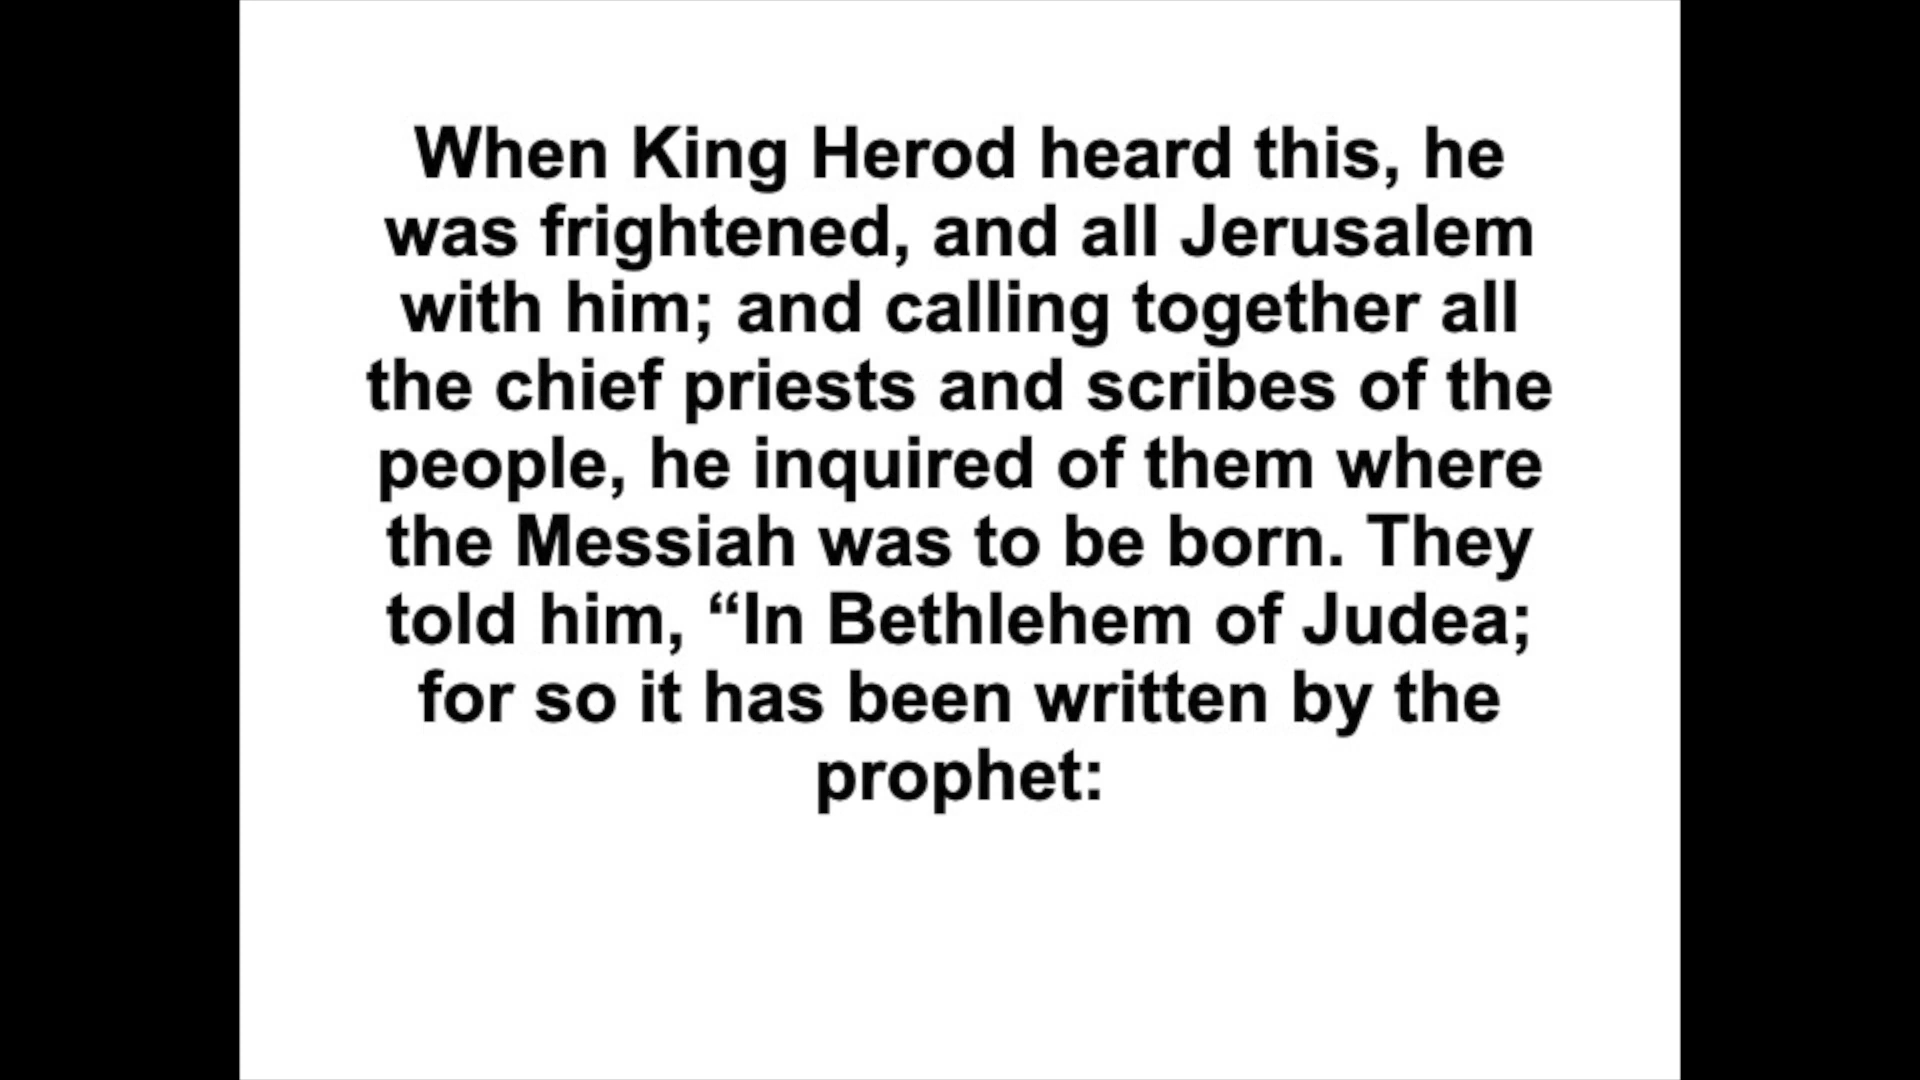 When King Herod heard this, he
was frightened, and all Jerusalem
with him; and calling together all
the chief priests and scribes of the
people, he inquired of them where
the Messiah was to be born. They
told him, “In Bethlehem of Judea;
for so it has been written by the
prophet: